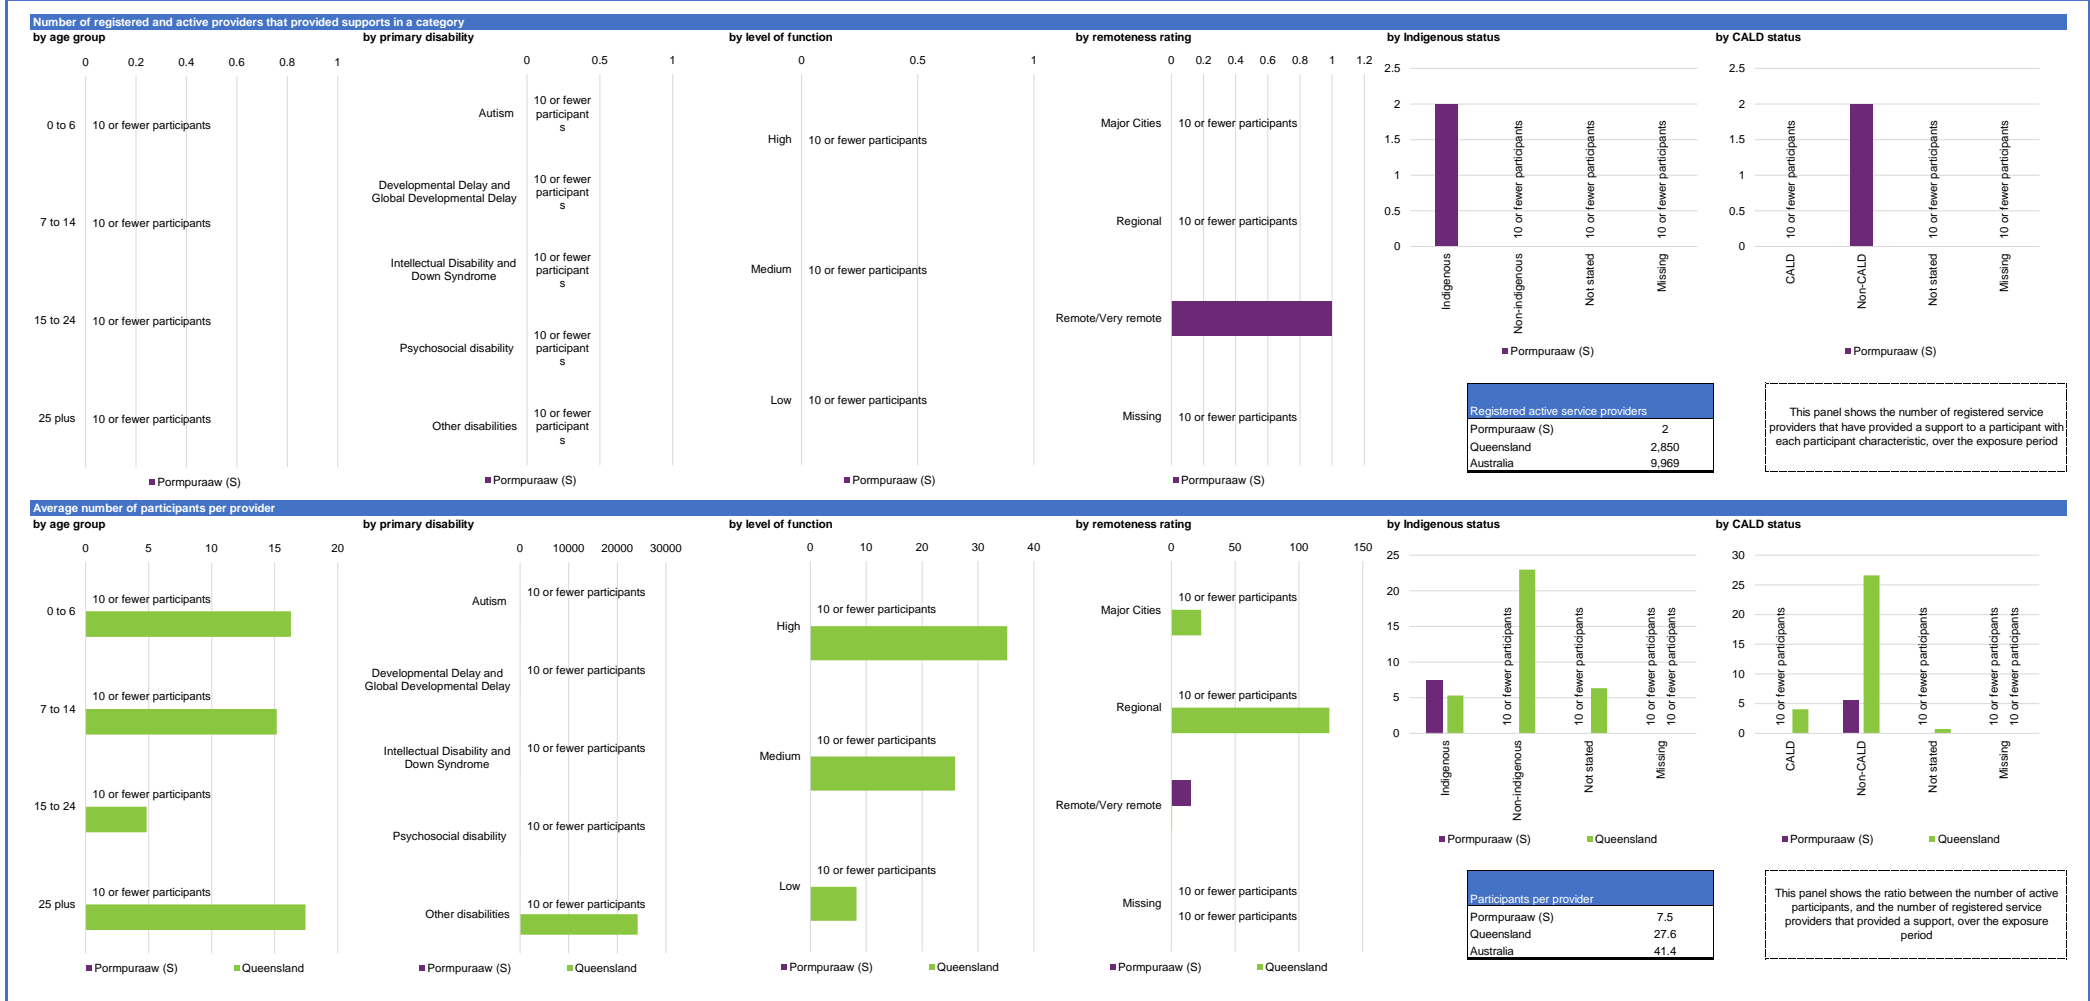 Number of registered and active providers that provided supports in a category
by age group
0 0.2 0.4 0.6 0.8 1
0 to 6 10 or fewer participants
7 to 14 10 or fewer participants
15 to 24 10 or fewer participants
25 plus 10 or fewer participants
Pormpuraaw (S)
by primary disability
0 0.5 1
Autism
10 or fewer
participant
s
Developmental Delay and
Global Developmental Delay
10 or fewer
participant
s
Intellectual Disability and
Down Syndrome
10 or fewer
participant
s
Psychosocial disability
10 or fewer
participant
s
Other disabilities
10 or fewer
participant
s
Pormpuraaw (S)
by level of function
0 0.5 1
High 10 or fewer participants
Medium 10 or fewer participants
Low 10 or fewer participants
Pormpuraaw (S)
by remoteness rating
0 0.2 0.4 0.6 0.8 1 1.2
Major Cities 10 or fewer participants
Regional 10 or fewer participants
Remote/Very remote
Missing 10 or fewer participants
Pormpuraaw (S)
by Indigenous status
2.5
2
1.5
1
0.5
0
10 or fewer participants
10 or fewer participants
10 or fewer participants
Indigenous
Non-indigenous
Not stated
Missing
Pormpuraaw (S)
by CALD status
2.5
2
1.5
1
0.5
0
10 or fewer participants
10 or fewer participants
10 or fewer participants
CALD
Non-CALD
Not stated
Missing
Pormpuraaw (S)
Registered active service providers
Pormpuraaw (S) 2
Queensland 2,850
Australia 9,969
This panel shows the number of registered service
providers that have provided a support to a participant with
each participant characteristic, over the exposure period
Average number of participants per provider
by age group
0 5 10 15 20
10 or fewer participants
0 to 6
10 or fewer participants
7 to 14
10 or fewer participants
15 to 24
10 or fewer participants
25 plus
Pormpuraaw (S) Queensland
by primary disability
0 10000 20000 30000
10 or fewer participants
Autism
10 or fewer participants
Developmental Delay and
Global Developmental Delay
10 or fewer participants
Intellectual Disability and
Down Syndrome
10 or fewer participants
Psychosocial disability
10 or fewer participants
Other disabilities
Pormpuraaw (S) Queensland
by level of function
0 10 20 30 40
10 or fewer participants
High
10 or fewer participants
Medium
10 or fewer participants
Low
Pormpuraaw (S) Queensland
by remoteness rating
0 50 100 150
10 or fewer participants
Major Cities
10 or fewer participants
Regional
Remote/Very remote
10 or fewer participants
Missing
10 or fewer participants
Pormpuraaw (S) Queensland
by Indigenous status
25
20
15
10
5
0
10 or fewer participants
10 or fewer participants
10 or fewer participants
10 or fewer participants
Indigenous
Non-indigenous
Not stated
Missing
Pormpuraaw (S) Queensland
by CALD status
30
25
20
15
10
5
0
10 or fewer participants
10 or fewer participants
10 or fewer participants
10 or fewer participants
CALD
Non-CALD
Not stated
Missing
Pormpuraaw (S) Queensland
Participants per provider
Pormpuraaw (S) 7.5
Queensland 27.6
Australia 41.4
This panel shows the ratio between the number of active
participants, and the number of registered service
providers that provided a support, over the exposure
period